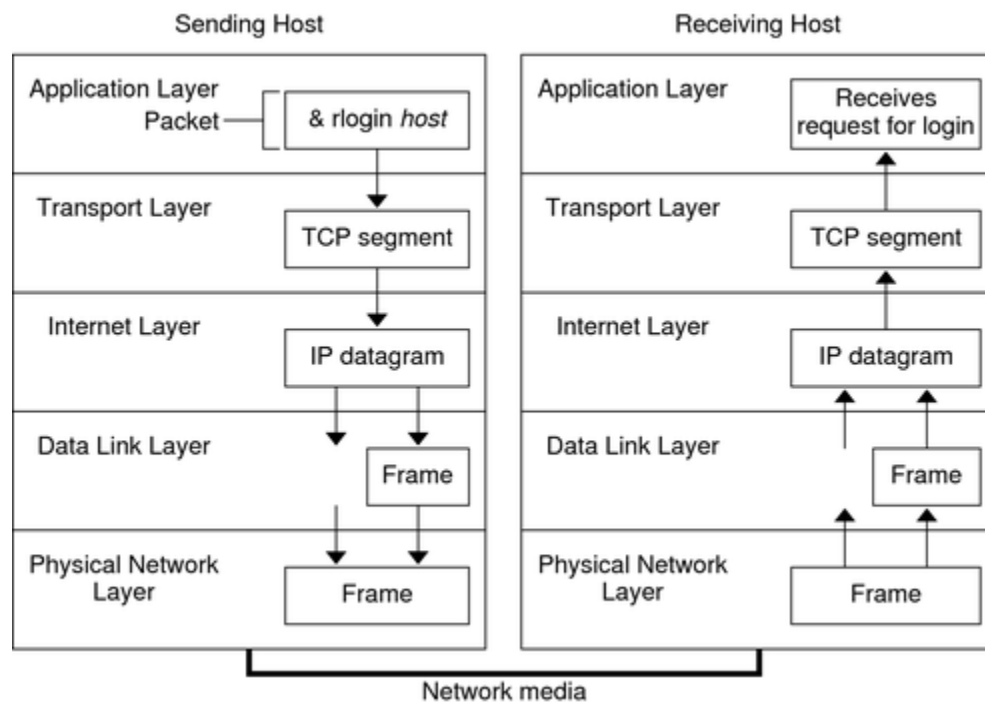 Sending Host
Application Layer
Packet
& rlogin host
Transport Layer
TCP segment
Internet Layer
IP datagram
Data Link Layer
Frame
Physical Network
Layer
Frame
Receiving Host
Application Layer
Receives
request for login
Transport Layer
TCP segment
Internet Layer
IP datagram
Data Link Layer
Frame
Physical Network
Layer
Frame
Network media